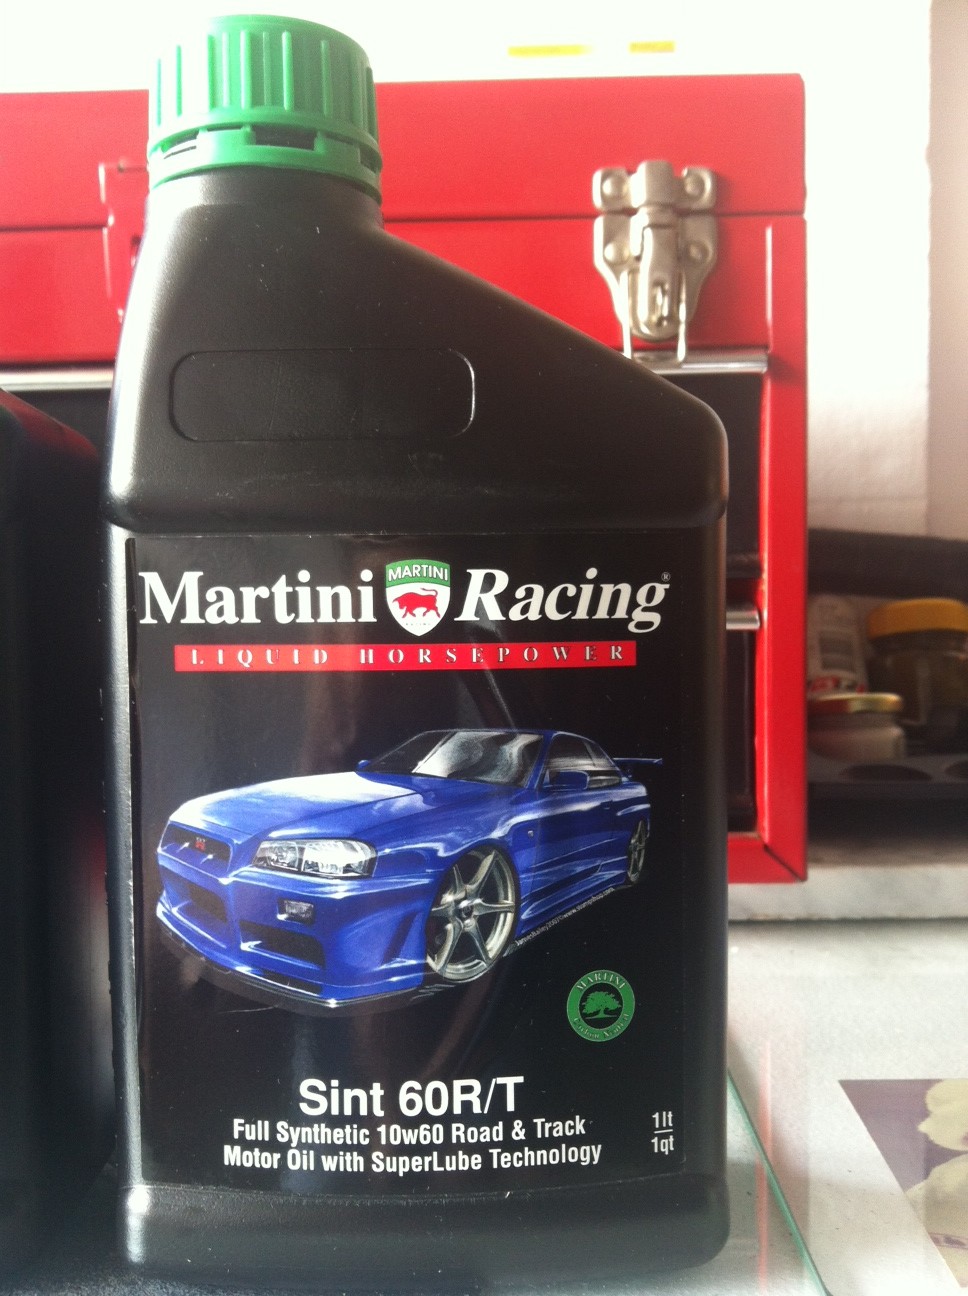 Martini MARTINI Racing®
LIQUID HORSEPOWER
MARTINI
Sint 60R/T
Full Synthetic 10w60 Road & Track
Motor Oil with SuperLube Technology
1lt
1qt